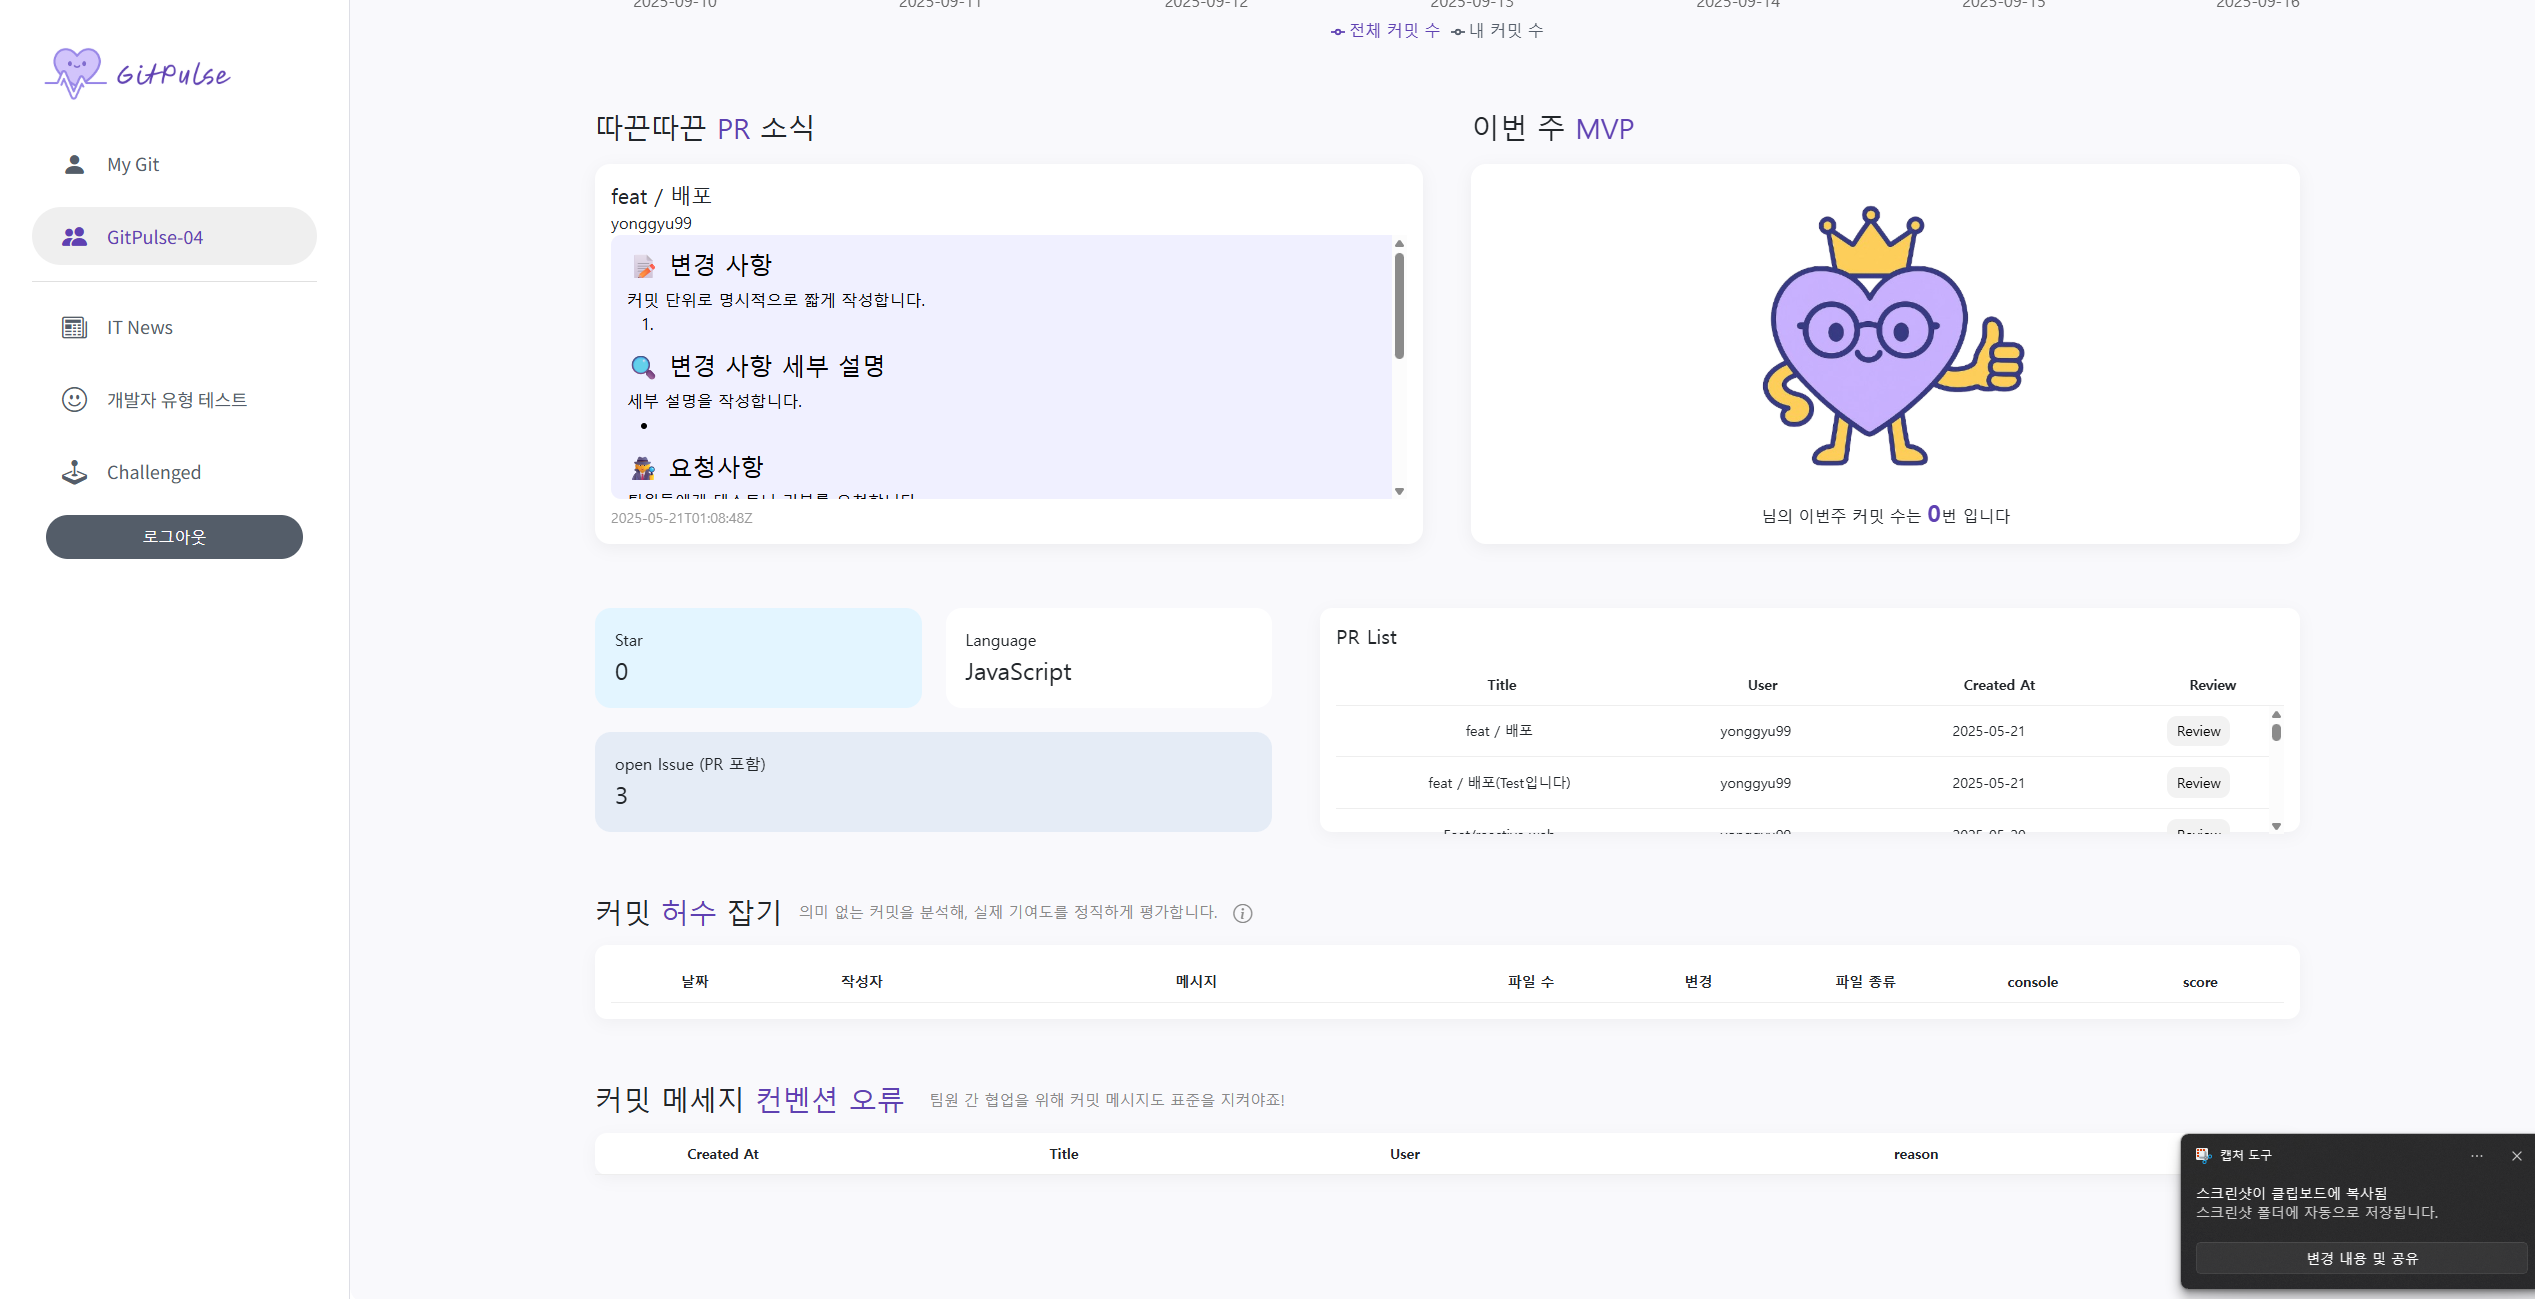 GitPulse
My Git
GitPulse-04
IT News
개발자 유형 테스트
Challenged
로그아웃
2025-09-10 2025-09-11 2025-09-12 2025-09-13 2025-09-14 2025-09-15 2025-09-16
전체 커밋 수 내 커밋 수
따끈따끈 PR 소식
feat / 배포
yonggyu99
📝 변경 사항
커밋 단위로 명시적으로 짧게 작성합니다.
1.
🔍 변경 사항 세부 설명
세부 설명을 작성합니다.
•
🕵️ 요청사항
2025-05-21T01:08:48Z
이번 주 MVP
님의 이번주 커밋 수는 0번 입니다
Star
0
Language
JavaScript
open Issue (PR 포함)
3
PR List
Title User Created At Review
feat / 배포 yonggyu99 2025-05-21 Review
feat / 배포(Test입니다) yonggyu99 2025-05-21 Review
Feat/reactive web yonggyu99 2025-05-20 Review
커밋 허수 잡기 의미 없는 커밋을 분석해, 실제 기여도를 정직하게 평가합니다.
날짜 작성자 메시지 파일 수 변경 파일 종류 console score
커밋 메세지 컨벤션 오류 팀원 간 협업을 위해 커밋 메시지도 표준을 지켜야죠!
Created At Title User reason
캡처 도구
스크린샷이 클립보드에 복사됨
스크린샷 폴더에 자동으로 저장됩니다.
변경 내용 및 공유